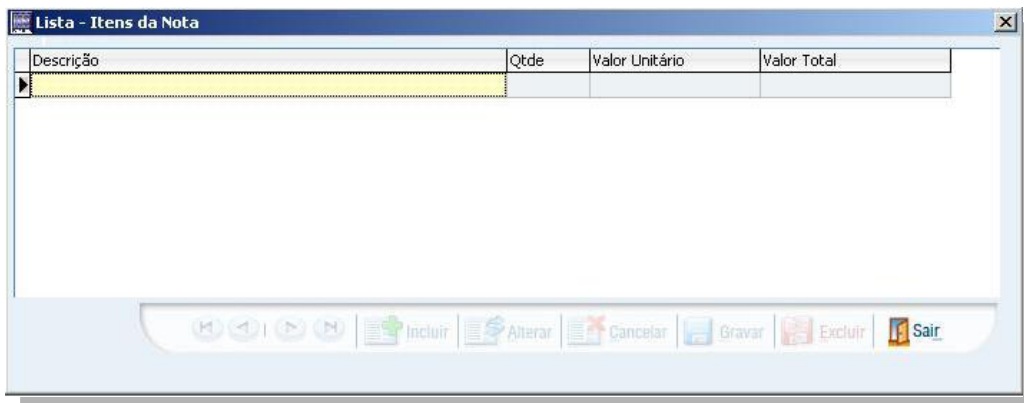 Lista - Itens da Nota
Descrição Qtde Valor Unitário Valor Total
Incluir Alterar Cancelar Gravar Excluir Sair